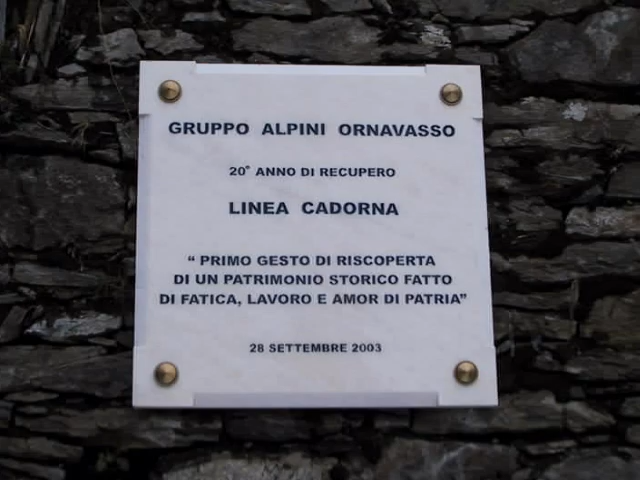 GRUPPO ALPINI ORNAVASSO
20° ANNO DI RECUPERO
LINEA CADORNA
“ PRIMO GESTO DI RISCOPERTA
DI UN PATRIMONIO STORICO FATTO
DI FATICA, LAVORO E AMOR DI PATRIA”
28 SETTEMBRE 2003